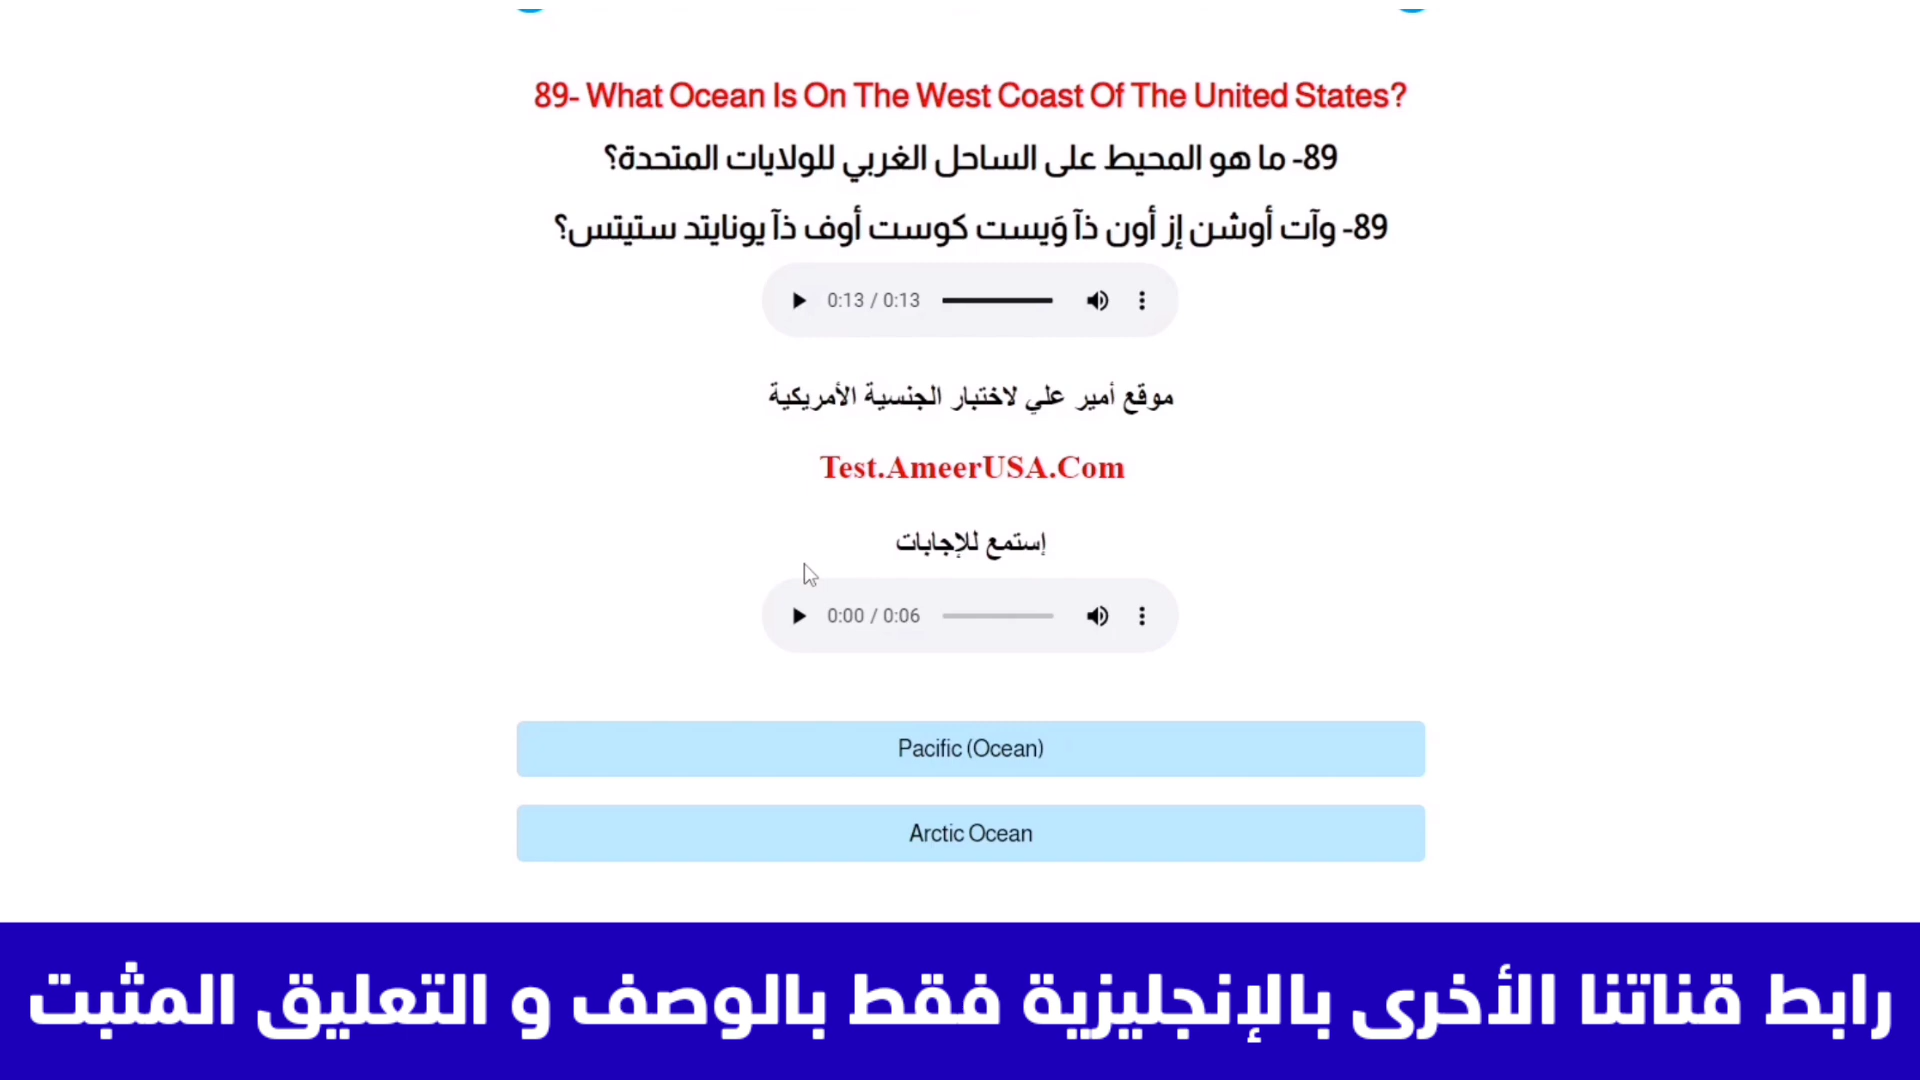 89- What Ocean Is On The West Coast Of The United States?
89- ما هو المحيط على الساحل الغربي للولايات المتحدة؟
89- وآت أوشن إز أون ذآ وَيست كوست أوف ذآ يونايتد ستيتس؟
0:13 / 0:13
موقع أمير علي لاختبار الجنسية الأمريكية
Test.AmeerUSA.Com
إستمع للإجابات
0:00 / 0:06
Pacific (Ocean)
Arctic Ocean
رابط قناتنا الأخرى بالإنجليزية فقط بالوصف و التعليق المثبت